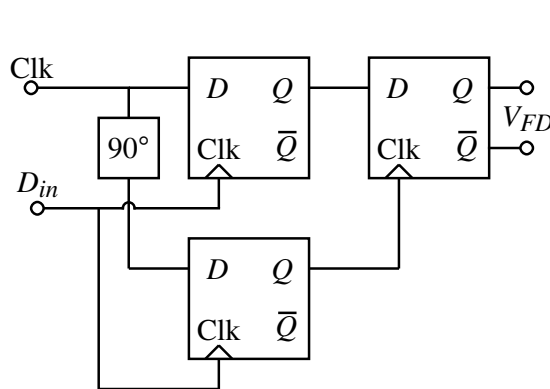 Clk
D Q
D Q
V_FD
90°
Clk Q̅
Clk Q̅
D_in
D Q
Clk Q̅